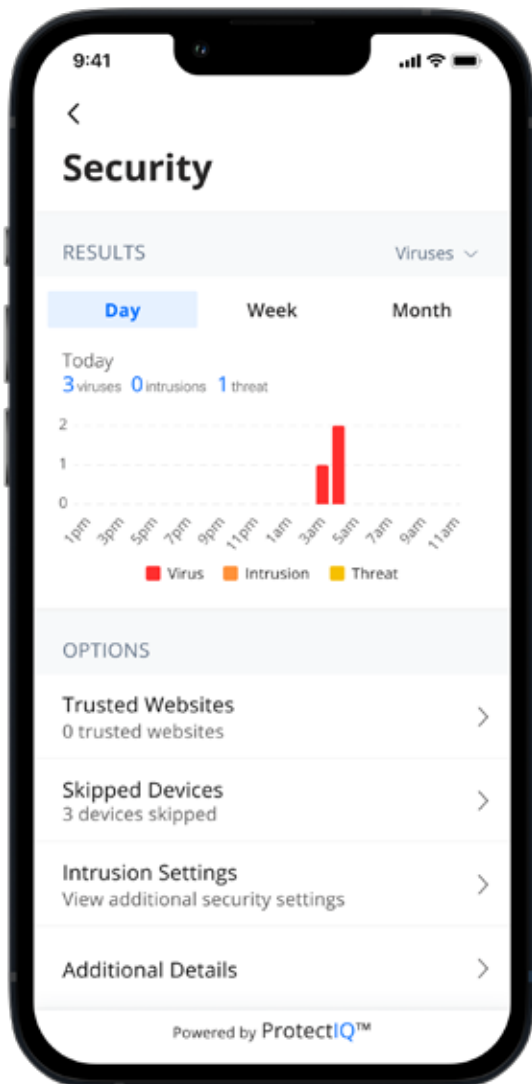 9:41
Security
RESULTS Viruses
Day Week Month
Today
3 viruses 0 intrusions 1 threat
2
1
0
1pm 3pm 5pm 7pm 9pm 11pm 1am 3am 5am 7am 9am 11am
Virus Intrusion Threat
OPTIONS
Trusted Websites
0 trusted websites
Skipped Devices
3 devices skipped
Intrusion Settings
View additional security settings
Additional Details
Powered by ProtectIQ™